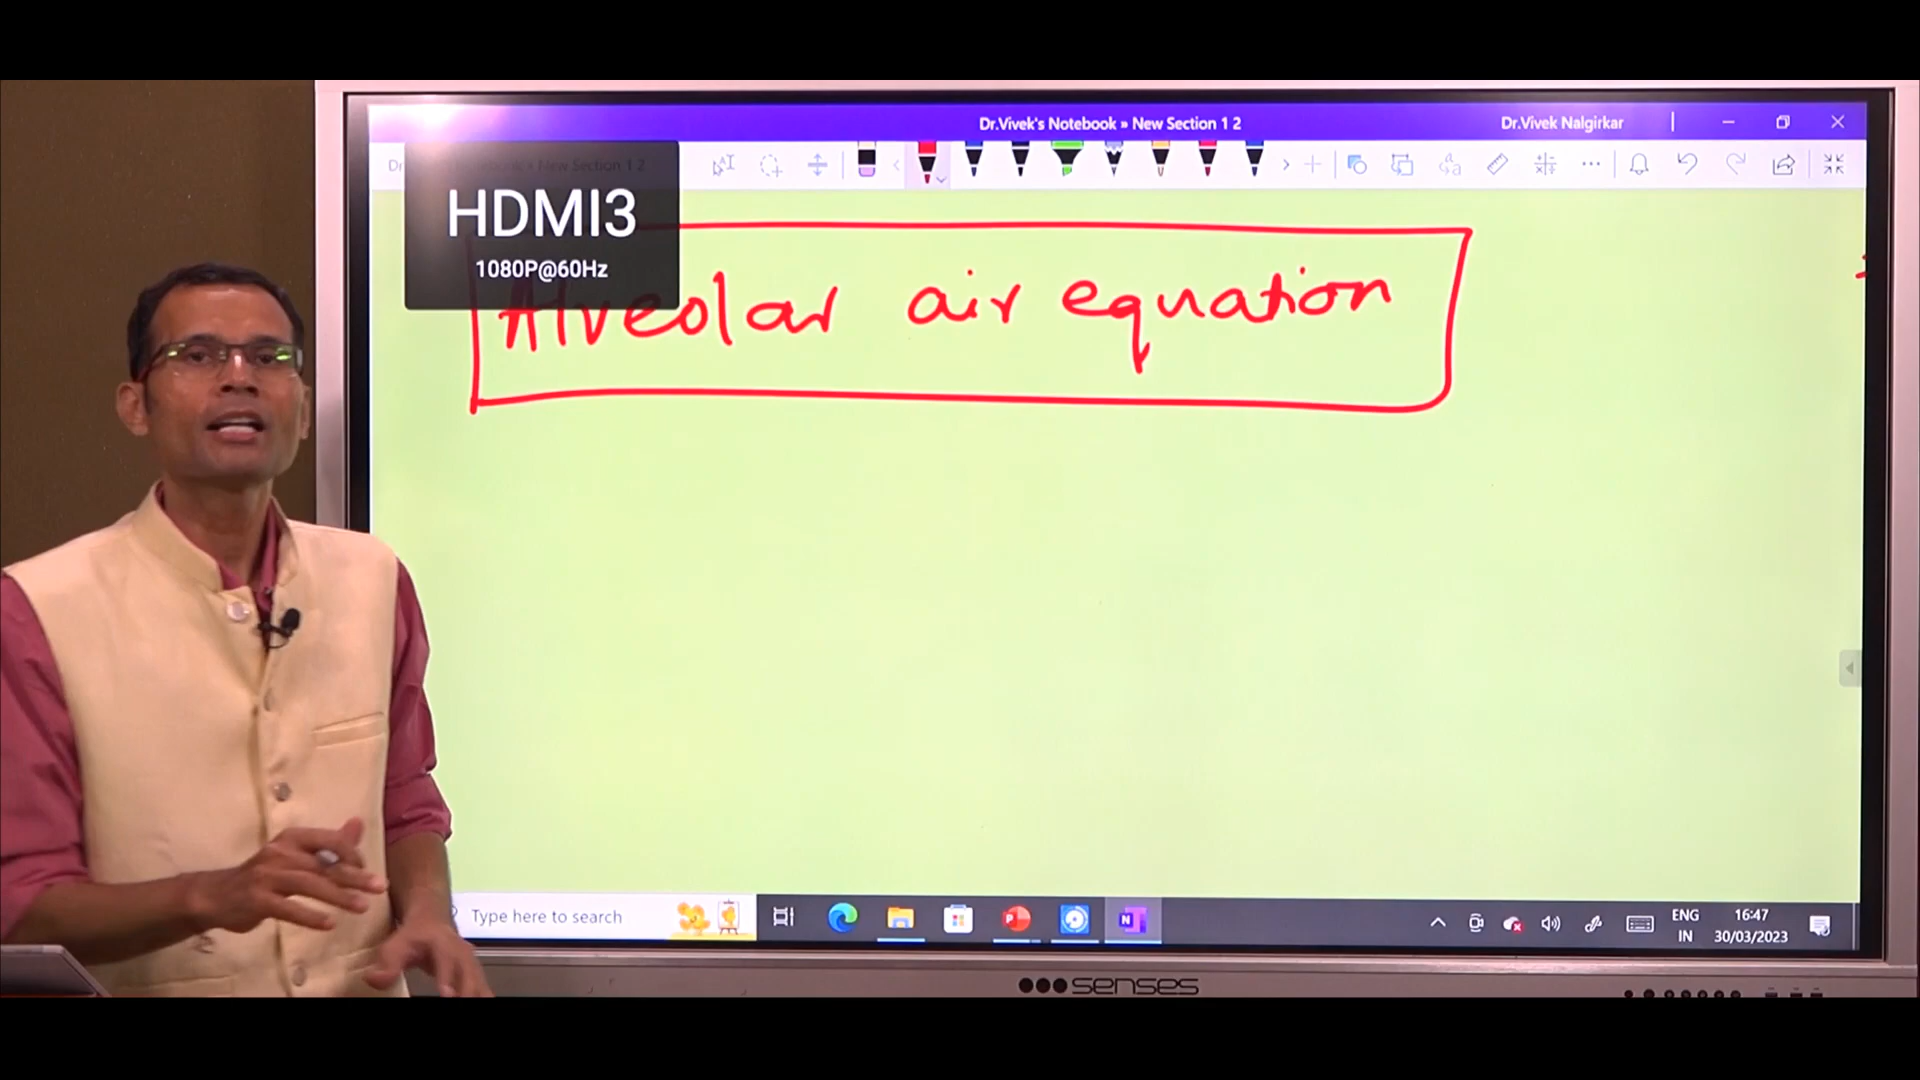 Dr.Vivek's Notebook » New Section 1 2
Dr.Vivek Nalgirkar
HDMI3
1080P@60Hz
Alveolar air equation
Type here to search
ENG
IN
16:47
30/03/2023
senses